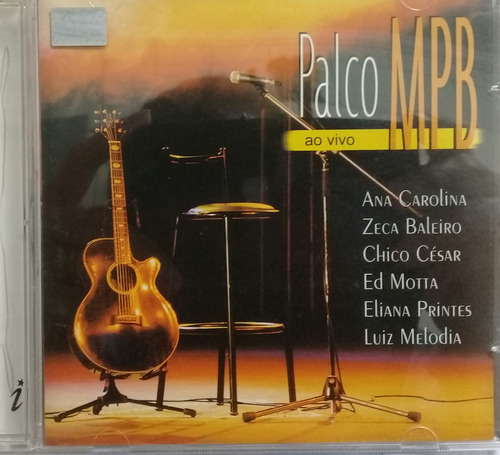 Palco MPB
ao vivo
Ana Carolina
Zeca Baleiro
Chico César
Ed Motta
Eliana Printes
Luiz Melodia
i